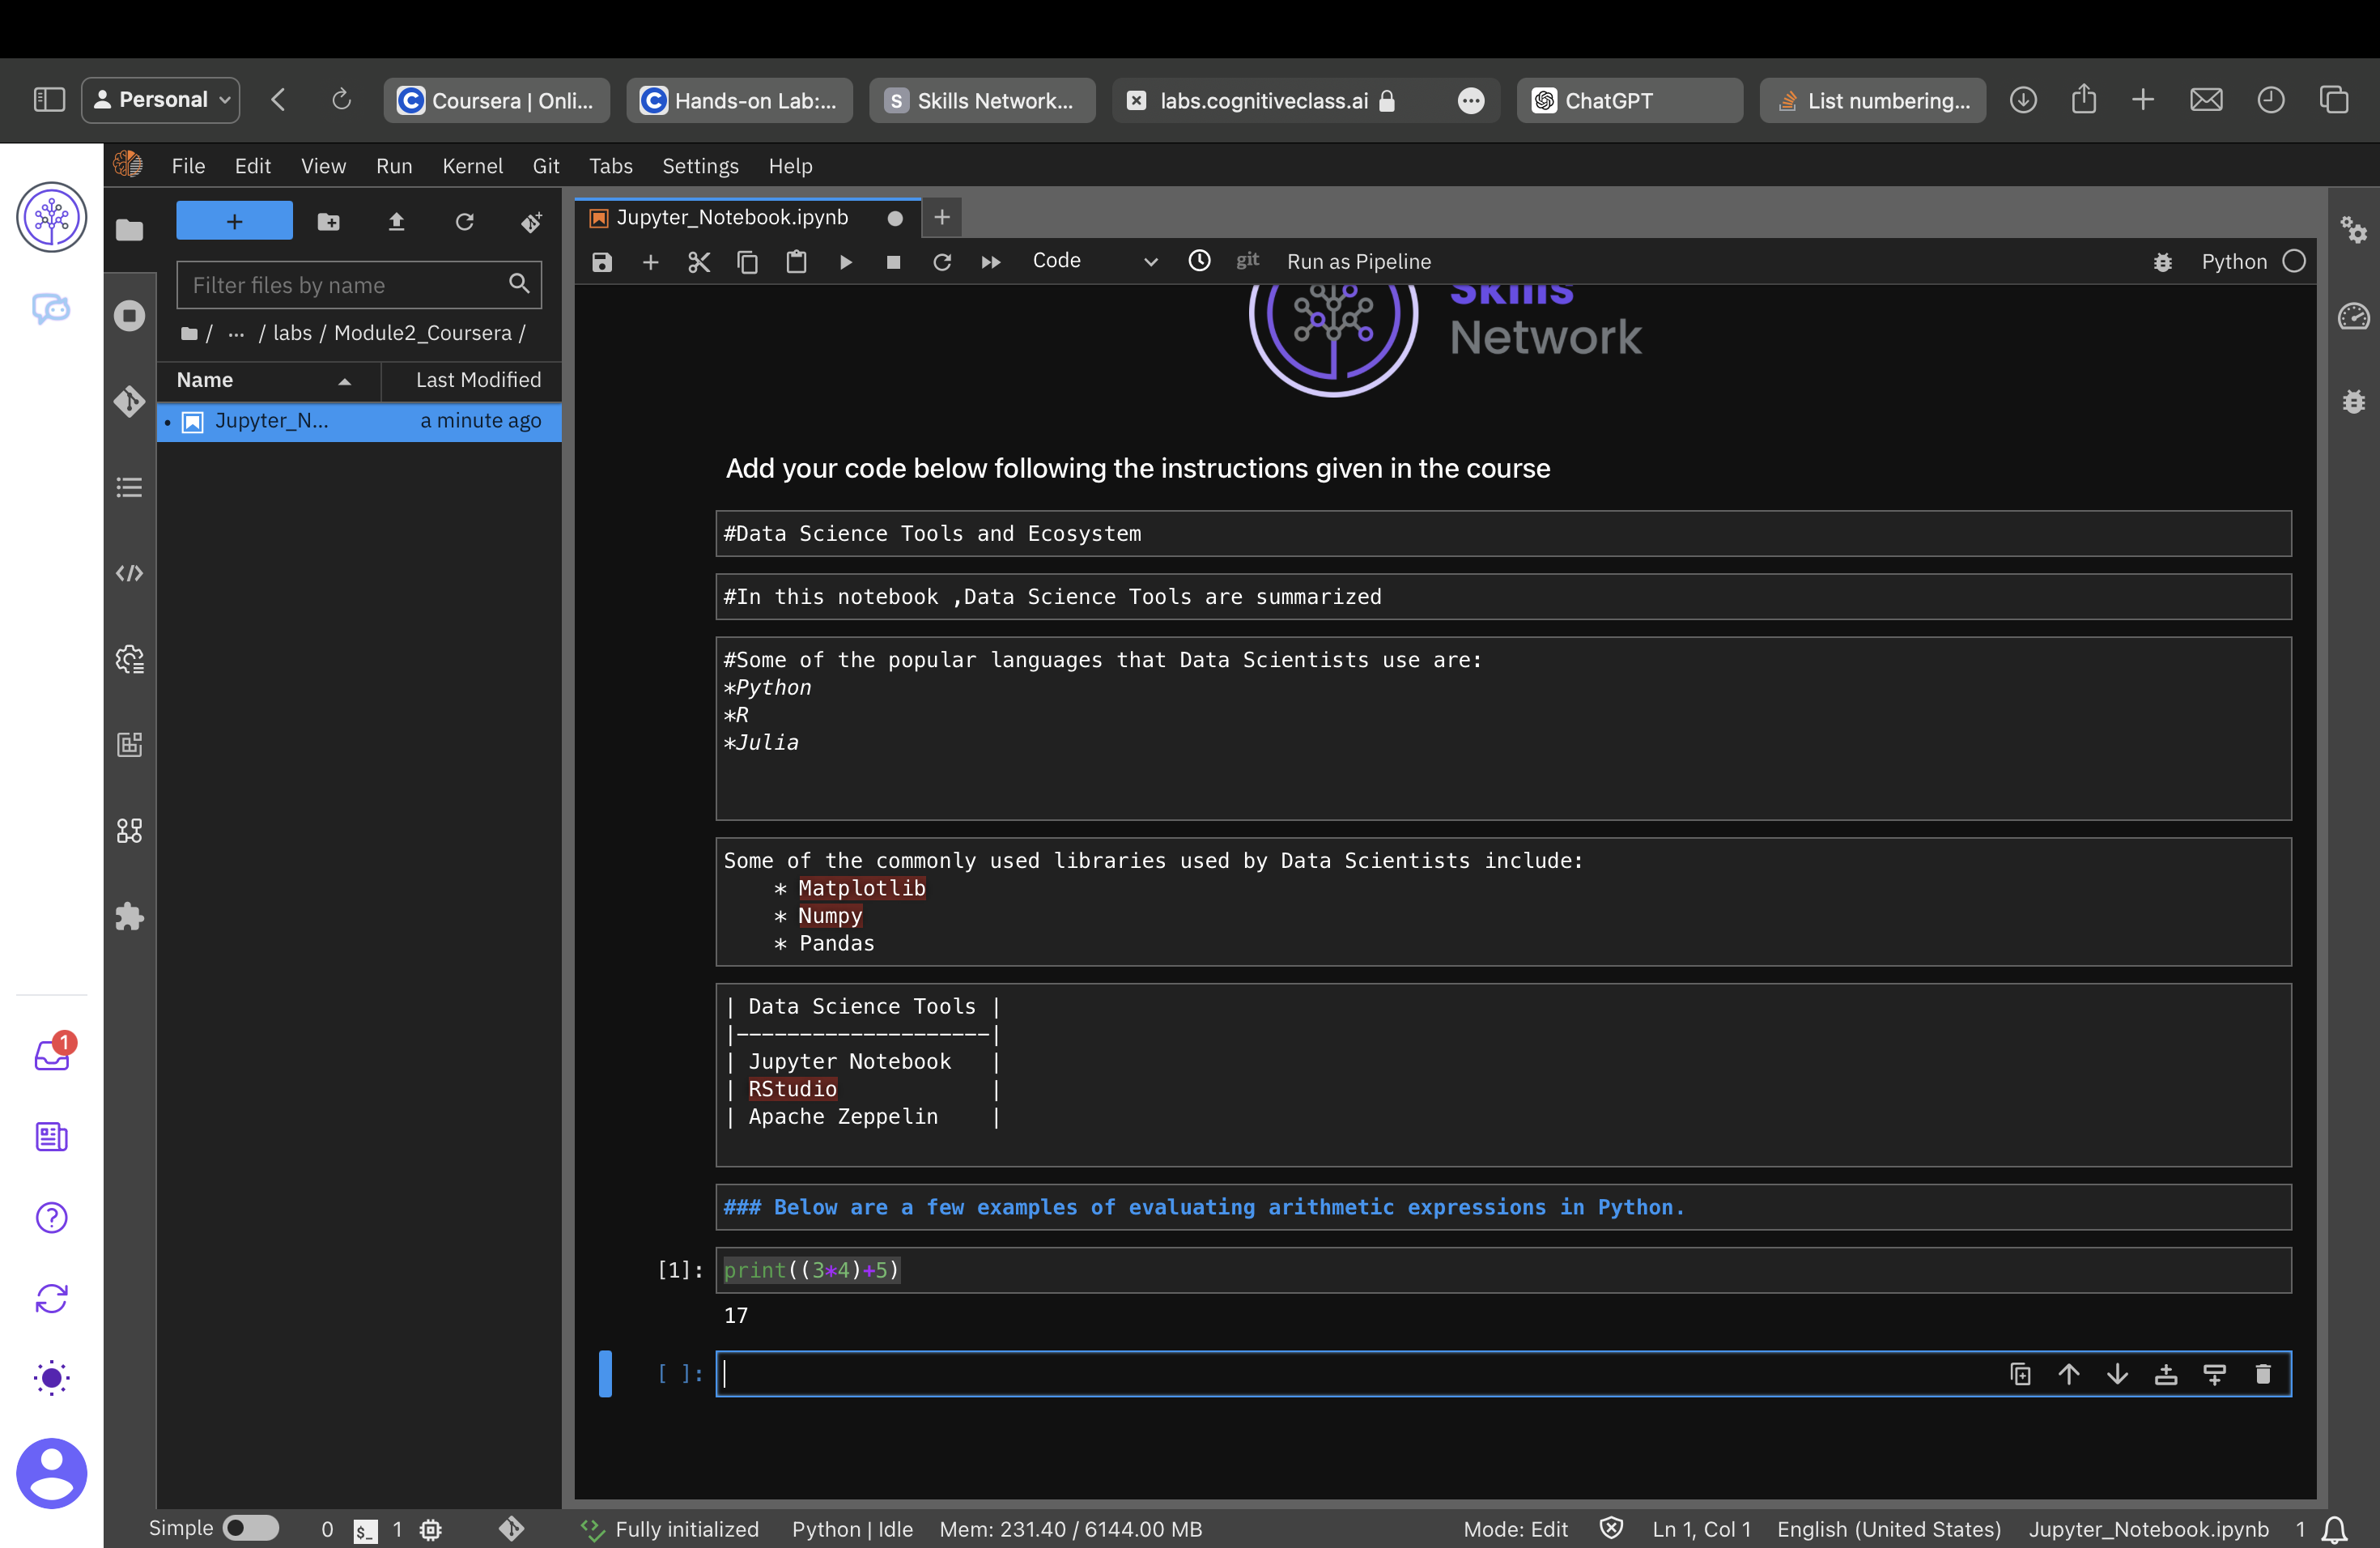 Personal
Coursera | Onli...
Hands-on Lab:...
S Skills Network...
labs.cognitiveclass.ai
ChatGPT
List numbering...
File Edit View Run Kernel Git Tabs Settings Help
Jupyter_Notebook.ipynb
Code
git
Run as Pipeline
Python
Filter files by name
/ ... / labs / Module2_Coursera /
Name Last Modified
Jupyter_N... a minute ago
Skills
Network
Add your code below following the instructions given in the course
#Data Science Tools and Ecosystem
#In this notebook ,Data Science Tools are summarized
#Some of the popular languages that Data Scientists use are:
*Python
*R
*Julia
Some of the commonly used libraries used by Data Scientists include:
* Matplotlib
* Numpy
* Pandas
| Data Science Tools |
|--------------------|
| Jupyter Notebook |
| RStudio |
| Apache Zeppelin |
### Below are a few examples of evaluating arithmetic expressions in Python.
[1]: print((3*4)+5)
17
[ ]:
1
Simple 0 $_ 1 Fully initialized Python | Idle Mem: 231.40 / 6144.00 MB Mode: Edit Ln 1, Col 1 English (United States) Jupyter_Notebook.ipynb 1